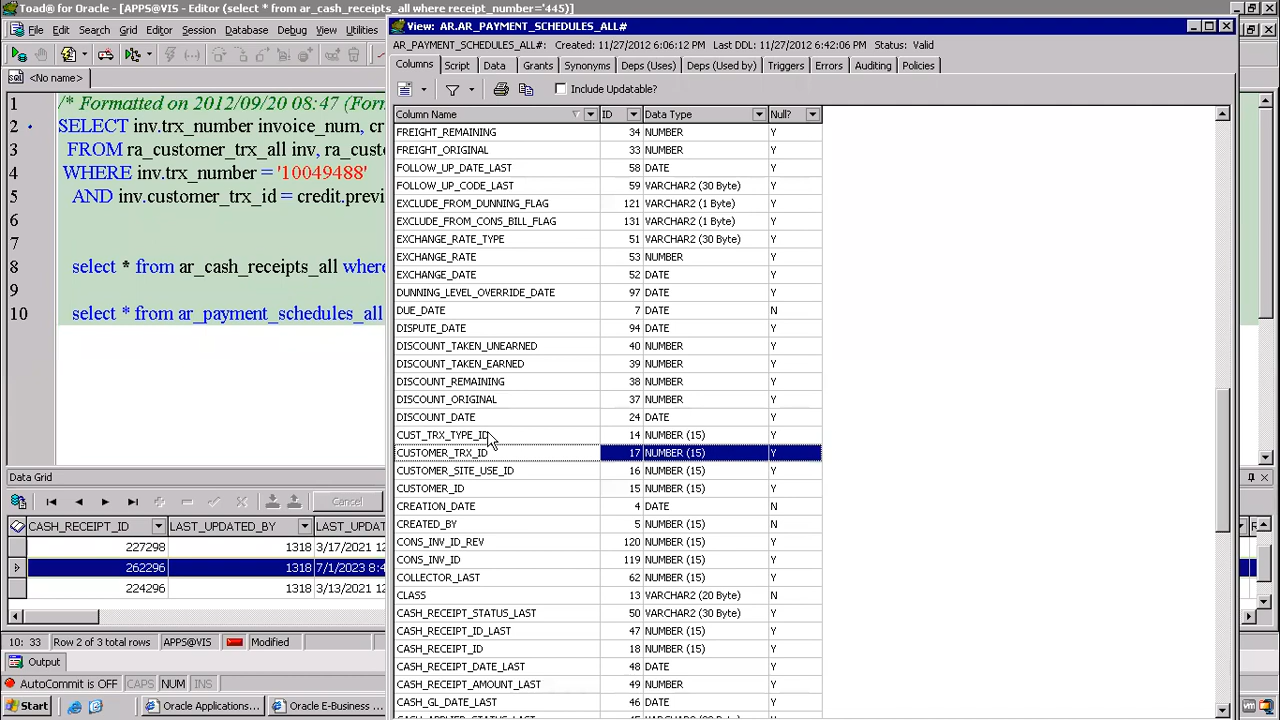 Toad® for Oracle - [APPS@VIS - Editor (select * from ar_cash_receipts_all where receipt_number='445)]
File Edit Search Grid Editor Session Database Debug View Utilities
<No name>
1 /* Formatted on 2012/09/20 08:47 (For
2 SELECT inv.trx_number invoice_num, cr
3 FROM ra_customer_trx_all inv, ra_custome
4 WHERE inv.trx_number = '10049488'
5 AND inv.customer_trx_id = credit.previ
6
7
8 select * from ar_cash_receipts_all where
9
10 select * from ar_payment_schedules_all
View: AR.AR_PAYMENT_SCHEDULES_ALL#
AR_PAYMENT_SCHEDULES_ALL Created: 11/27/2012 6:06:12 PM Last DDL: 11/27/2012 6:42:06 PM Status: Valid
Columns Script Data Grants Synonyms Deps (Uses) Deps (Used by) Triggers Errors Auditing Policies
Include Updatable?
Column Name ID Data Type Null?
FREIGHT_REMAINING 34 NUMBER Y
FREIGHT_ORIGINAL 33 NUMBER Y
FOLLOW_UP_DATE_LAST 58 DATE Y
FOLLOW_UP_CODE_LAST 59 VARCHAR2 (30 Byte) Y
EXCLUDE_FROM_DUNNING_FLAG 121 VARCHAR2 (1 Byte) Y
EXCLUDE_FROM_CONS_BILL_FLAG 131 VARCHAR2 (1 Byte) Y
EXCHANGE_RATE_TYPE 51 VARCHAR2 (30 Byte) Y
EXCHANGE_RATE 53 NUMBER Y
EXCHANGE_DATE 52 DATE Y
DUNNING_LEVEL_OVERRIDE_DATE 97 DATE Y
DUE_DATE 7 DATE N
DISPUTE_DATE 94 DATE Y
DISCOUNT_TAKEN_UNEARNED 40 NUMBER Y
DISCOUNT_TAKEN_EARNED 39 NUMBER Y
DISCOUNT_REMAINING 38 NUMBER Y
DISCOUNT_ORIGINAL 37 NUMBER Y
DISCOUNT_DATE 24 DATE Y
CUST_TRX_TYPE_ID 14 NUMBER (15) Y
CUSTOMER_TRX_ID 17 NUMBER (15) Y
CUSTOMER_SITE_USE_ID 16 NUMBER (15) Y
CUSTOMER_ID 15 NUMBER (15) Y
CREATION_DATE 4 DATE N
CREATED_BY 5 NUMBER (15) N
CONS_INV_ID_REV 120 NUMBER (15) Y
CONS_INV_ID 119 NUMBER (15) Y
COLLECTOR_LAST 62 NUMBER (15) Y
CLASS 13 VARCHAR2 (20 Byte) N
CASH_RECEIPT_STATUS_LAST 50 VARCHAR2 (30 Byte) Y
CASH_RECEIPT_ID_LAST 47 NUMBER (15) Y
CASH_RECEIPT_ID 18 NUMBER (15) Y
CASH_RECEIPT_DATE_LAST 48 DATE Y
CASH_RECEIPT_AMOUNT_LAST 49 NUMBER Y
CASH_GL_DATE_LAST 46 DATE Y
Data Grid
Cancel
CASH_RECEIPT_ID LAST_UPDATED_BY LAST_UPDA
227298 1318 3/17/2021 12
262296 1318 7/1/2023 8:4
224296 1318 3/13/2021 1
10: 33 Row 2 of 3 total rows APPS@VIS Modified
Output
AutoCommit is OFF CAPS NUM INS
Start Oracle Applications... Oracle E-Business ...